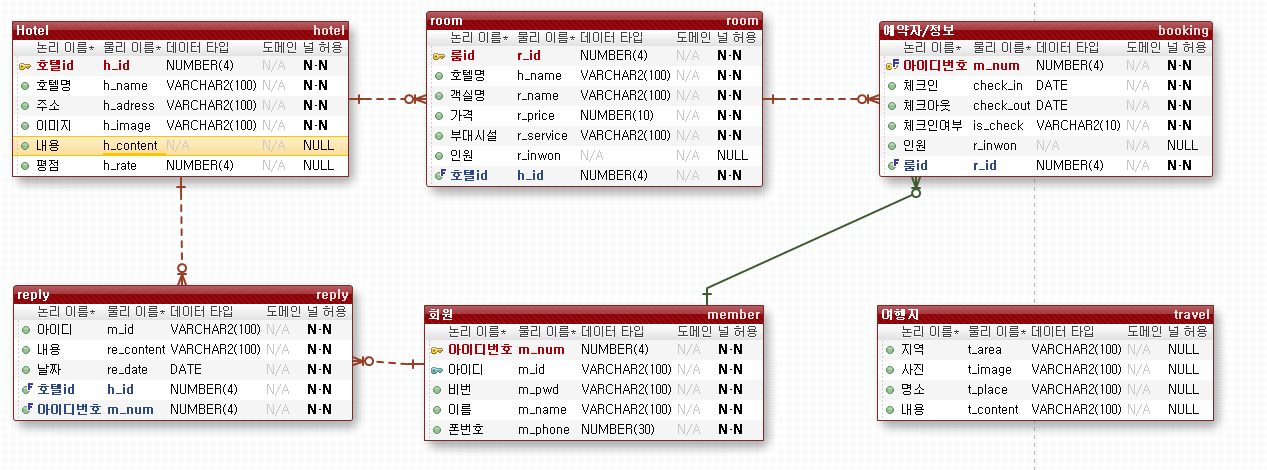 Hotel hotel
논리 이름* 물리 이름* 데이터 타입 도메인 널 허용
호텔id h_id NUMBER(4) N/A N-N
호텔명 h_name VARCHAR2(100) N/A N-N
주소 h_adress VARCHAR2(100) N/A N-N
이미지 h_image VARCHAR2(100) N/A N-N
내용 h_content N/A N/A NULL
평점 h_rate NUMBER(4) N/A NULL
room room
논리 이름* 물리 이름* 데이터 타입 도메인 널 허용
룸id r_id NUMBER(4) N/A N-N
호텔명 h_name VARCHAR2(100) N/A N-N
객실명 r_name VARCHAR2(100) N/A N-N
가격 r_price NUMBER(10) N/A N-N
부대시설 r_service VARCHAR2(100) N/A N-N
인원 r_inwon N/A N/A NULL
호텔id h_id NUMBER(4) N/A N-N
예약자/정보 booking
논리 이름* 물리 이름* 데이터 타입 도메인 널 허용
아이디번호 m_num NUMBER(4) N/A N-N
체크인 check_in DATE N/A N-N
체크아웃 check_out DATE N/A N-N
체크인여부 is_check VARCHAR2(10) N/A N-N
인원 r_inwon N/A N/A NULL
룸id r_id NUMBER(4) N/A N-N
reply reply
논리 이름* 물리 이름* 데이터 타입 도메인 널 허용
아이디 m_id VARCHAR2(100) N/A N-N
내용 re_content VARCHAR2(100) N/A N-N
날짜 re_date DATE N/A N-N
호텔id h_id NUMBER(4) N/A N-N
아이디번호 m_num NUMBER(4) N/A N-N
회원 member
논리 이름* 물리 이름* 데이터 타입 도메인 널 허용
아이디번호 m_num NUMBER(4) N/A N-N
아이디 m_id VARCHAR2(100) N/A N-N
비번 m_pwd VARCHAR2(100) N/A N-N
이름 m_name VARCHAR2(100) N/A N-N
폰번호 m_phone NUMBER(30) N/A N-N
여행지 travel
논리 이름* 물리 이름* 데이터 타입 도메인 널 허용
지역 t_area VARCHAR2(100) N/A NULL
사진 t_image VARCHAR2(100) N/A NULL
명소 t_place VARCHAR2(100) N/A NULL
내용 t_content VARCHAR2(100) N/A NULL